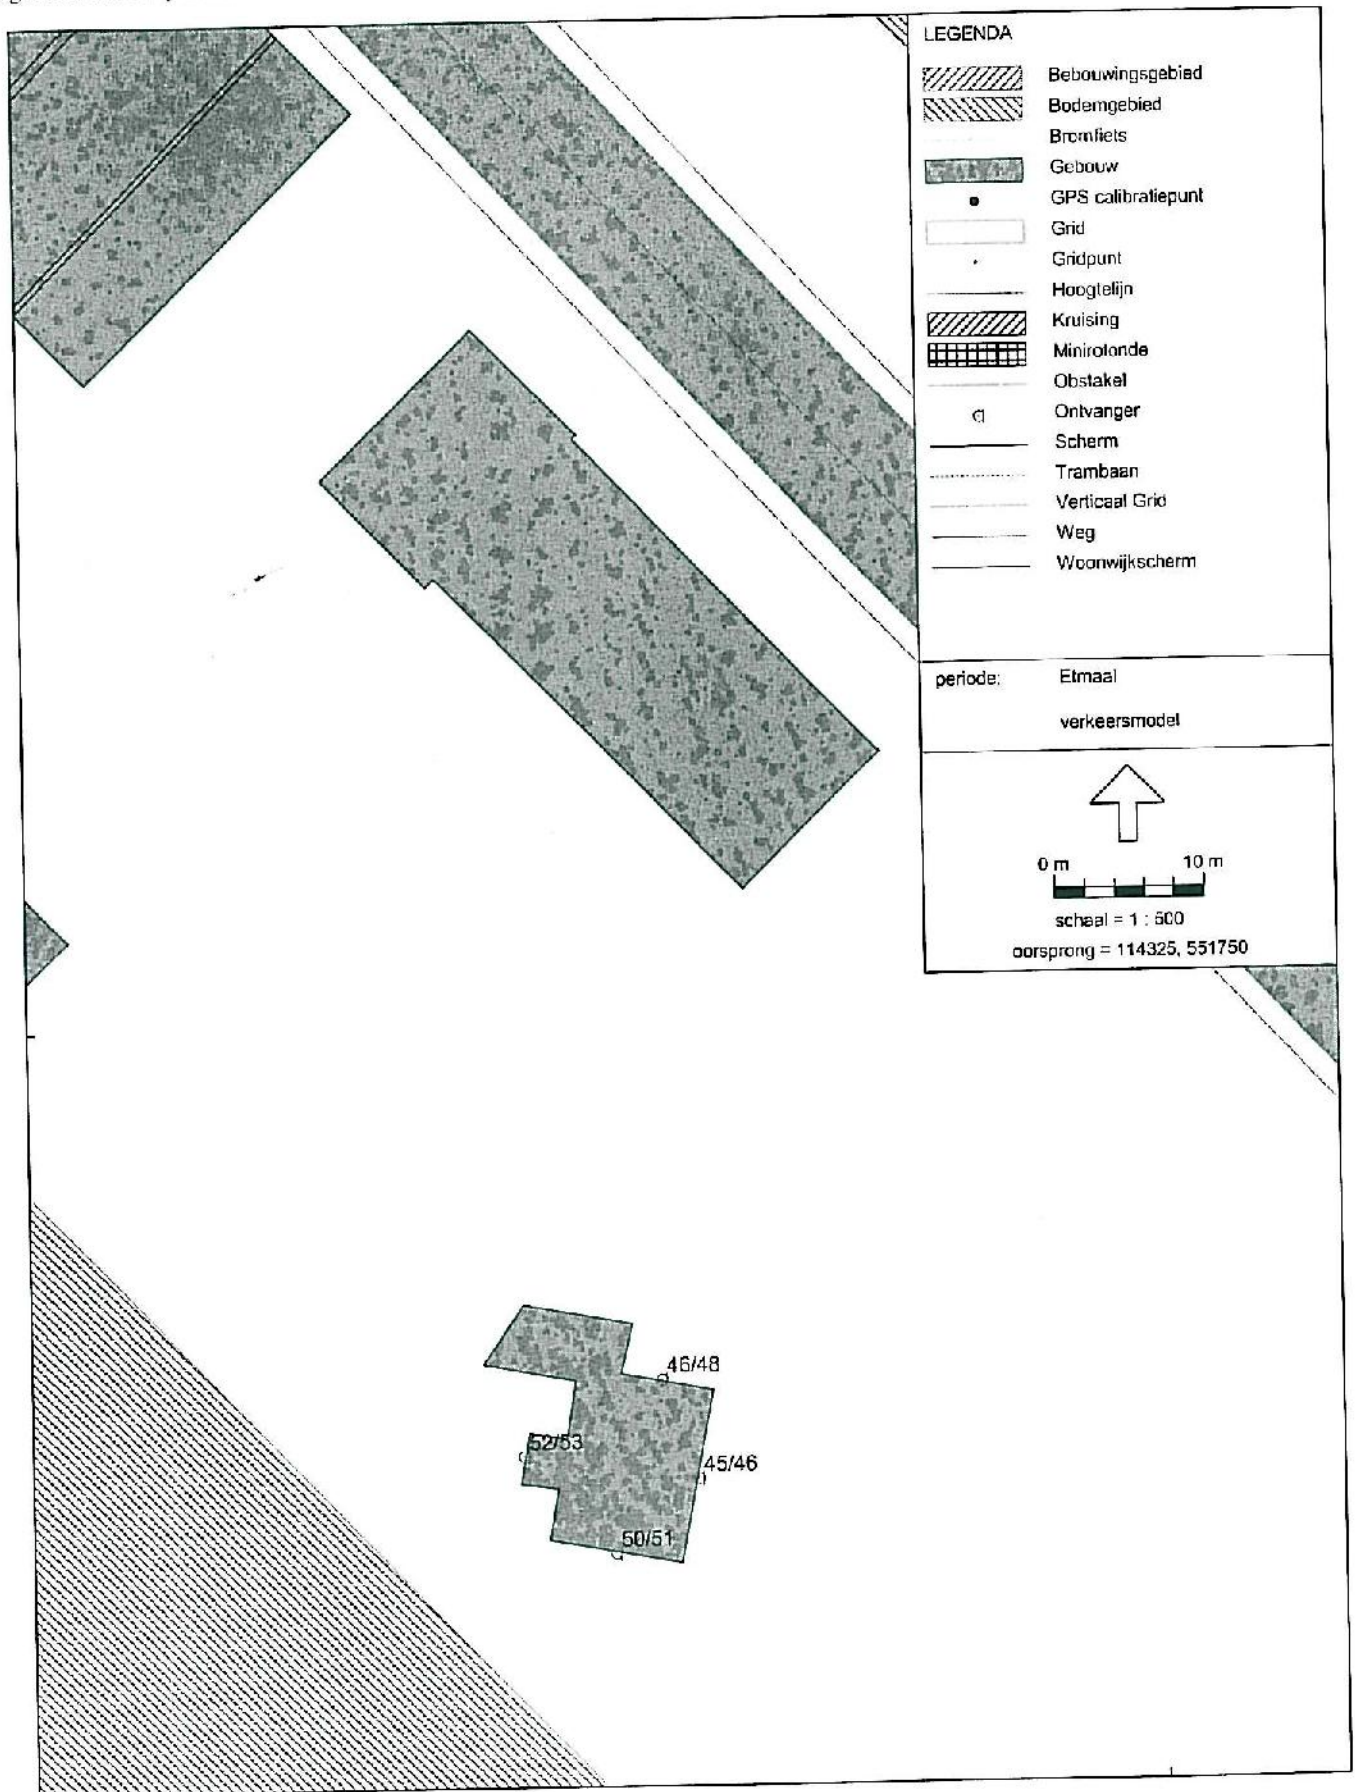 LEGENDA
Bebouwingsgebied
Bodemgebied
Bromfiets
Gebouw
GPS calibratiepunt
Grid
Gridpunt
Hoogtelijn
Kruising
Minirotonde
Obstakel
Ontvanger
Scherm
Trambaan
Verticaal Grid
Weg
Woonwijkscherm
periode: Etmaal
verkeersmodel
0 m 10 m
schaal = 1 : 500
oorsprong = 114325, 551750
46/48
52/53
45/46
50/51